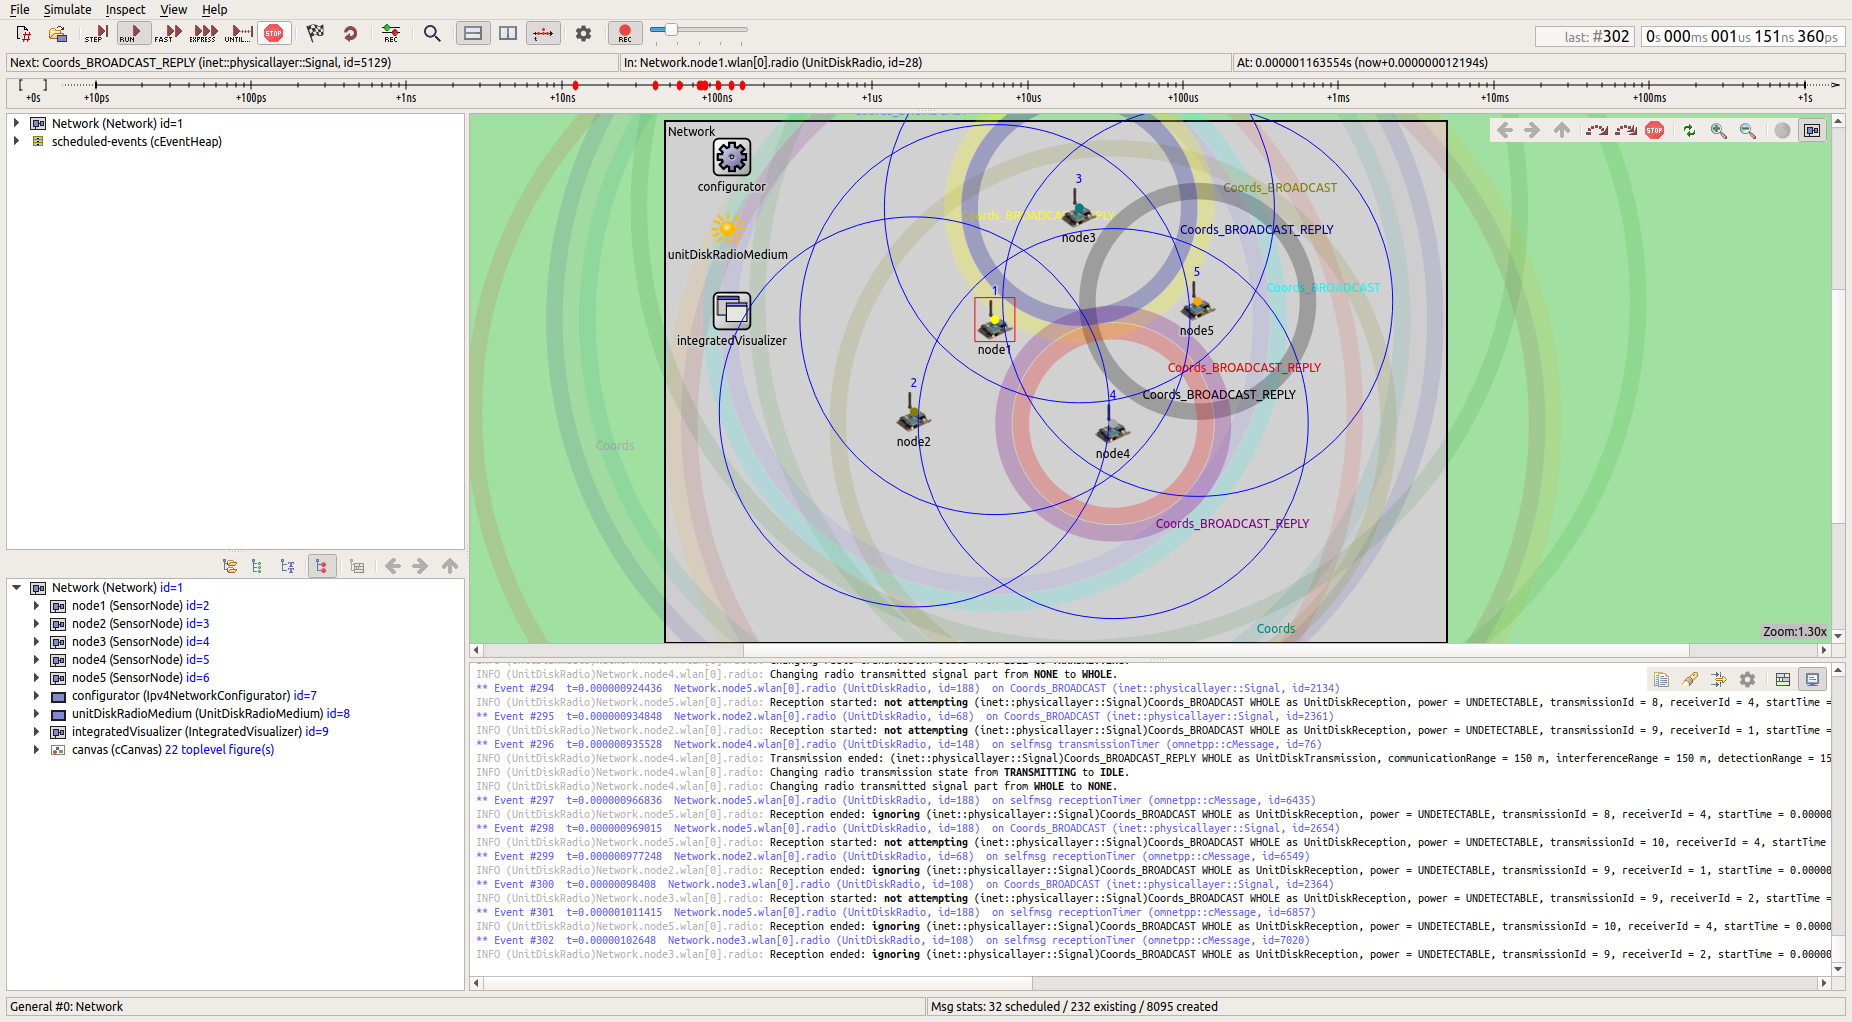 File Simulate Inspect View Help
STEP RUN FAST EXPRESS UNTIL... STOP REC REC last: #302 0s 000ms 001us 151ns 360ps
Next: Coords_BROADCAST_REPLY (inet::physicallayer::Signal, id=5129) In: Network.node1.wlan[0].radio (UnitDiskRadio, id=28) At: 0.000001163554s (now+0.000000012194s)
+0s +10ps +100ps +1ns +10ns +100ns +1us +10us +100us +1ms +10ms +100ms +1s
Network (Network) id=1
scheduled-events (cEventHeap)
Network (Network) id=1
node1 (SensorNode) id=2
node2 (SensorNode) id=3
node3 (SensorNode) id=4
node4 (SensorNode) id=5
node5 (SensorNode) id=6
configurator (Ipv4NetworkConfigurator) id=7
unitDiskRadioMedium (UnitDiskRadioMedium) id=8
integratedVisualizer (IntegratedVisualizer) id=9
canvas (cCanvas) 22 toplevel figure(s)
Network
STOP
configurator
3
Coords_BROADCAST
node3
Coords_BROADCAST_REPLY
unitDiskRadioMedium
5
Coords_BROADCAST
1
node5
integratedVisualizer
node1
Coords_BROADCAST_REPLY
2
4
Coords_BROADCAST_REPLY
node2
Coords
node4
Coords_BROADCAST_REPLY
Coords
Zoom:1.30x
INFO (UnitDiskRadio)Network.node4.wlan[0].radio: Changing radio transmitted signal part from NONE to WHOLE.
** Event #294 t=0.000000924436 Network.node5.wlan[0].radio (UnitDiskRadio, id=188) on Coords_BROADCAST (inet::physicallayer::Signal, id=2134)
INFO (UnitDiskRadio)Network.node5.wlan[0].radio: Reception started: not attempting (inet::physicallayer::Signal)Coords_BROADCAST WHOLE as UnitDiskReception, power = UNDETECTABLE, transmissionId = 8, receiverId = 4, startTime =
** Event #295 t=0.000000934848 Network.node2.wlan[0].radio (UnitDiskRadio, id=68) on Coords_BROADCAST (inet::physicallayer::Signal, id=2361)
INFO (UnitDiskRadio)Network.node2.wlan[0].radio: Reception started: not attempting (inet::physicallayer::Signal)Coords_BROADCAST WHOLE as UnitDiskReception, power = UNDETECTABLE, transmissionId = 9, receiverId = 1, startTime =
** Event #296 t=0.000000935528 Network.node4.wlan[0].radio (UnitDiskRadio, id=148) on selfmsg transmissionTimer (omnetpp::cMessage, id=76)
INFO (UnitDiskRadio)Network.node4.wlan[0].radio: Transmission ended: (inet::physicallayer::Signal)Coords_BROADCAST_REPLY WHOLE as UnitDiskTransmission, communicationRange = 150 m, interferenceRange = 150 m, detectionRange = 15
INFO (UnitDiskRadio)Network.node4.wlan[0].radio: Changing radio transmission state from TRANSMITTING to IDLE.
INFO (UnitDiskRadio)Network.node4.wlan[0].radio: Changing radio transmitted signal part from WHOLE to NONE.
** Event #297 t=0.000000966836 Network.node5.wlan[0].radio (UnitDiskRadio, id=188) on selfmsg receptionTimer (omnetpp::cMessage, id=6435)
INFO (UnitDiskRadio)Network.node5.wlan[0].radio: Reception ended: ignoring (inet::physicallayer::Signal)Coords_BROADCAST WHOLE as UnitDiskReception, power = UNDETECTABLE, transmissionId = 8, receiverId = 4, startTime = 0.00000
** Event #298 t=0.000000969015 Network.node5.wlan[0].radio (UnitDiskRadio, id=188) on Coords_BROADCAST (inet::physicallayer::Signal, id=2654)
INFO (UnitDiskRadio)Network.node5.wlan[0].radio: Reception started: not attempting (inet::physicallayer::Signal)Coords_BROADCAST WHOLE as UnitDiskReception, power = UNDETECTABLE, transmissionId = 10, receiverId = 4, startTime
** Event #299 t=0.000000977248 Network.node2.wlan[0].radio (UnitDiskRadio, id=68) on selfmsg receptionTimer (omnetpp::cMessage, id=6549)
INFO (UnitDiskRadio)Network.node2.wlan[0].radio: Reception ended: ignoring (inet::physicallayer::Signal)Coords_BROADCAST WHOLE as UnitDiskReception, power = UNDETECTABLE, transmissionId = 9, receiverId = 1, startTime = 0.00000
** Event #300 t=0.00000098408 Network.node3.wlan[0].radio (UnitDiskRadio, id=108) on Coords_BROADCAST (inet::physicallayer::Signal, id=2364)
INFO (UnitDiskRadio)Network.node3.wlan[0].radio: Reception started: not attempting (inet::physicallayer::Signal)Coords_BROADCAST WHOLE as UnitDiskReception, power = UNDETECTABLE, transmissionId = 9, receiverId = 2, startTime =
** Event #301 t=0.000001011415 Network.node5.wlan[0].radio (UnitDiskRadio, id=188) on selfmsg receptionTimer (omnetpp::cMessage, id=6857)
INFO (UnitDiskRadio)Network.node5.wlan[0].radio: Reception ended: ignoring (inet::physicallayer::Signal)Coords_BROADCAST WHOLE as UnitDiskReception, power = UNDETECTABLE, transmissionId = 10, receiverId = 4, startTime = 0.0000
** Event #302 t=0.00000102648 Network.node3.wlan[0].radio (UnitDiskRadio, id=108) on selfmsg receptionTimer (omnetpp::cMessage, id=7020)
INFO (UnitDiskRadio)Network.node3.wlan[0].radio: Reception ended: ignoring (inet::physicallayer::Signal)Coords_BROADCAST WHOLE as UnitDiskReception, power = UNDETECTABLE, transmissionId = 9, receiverId = 2, startTime = 0.00000
General #0: Network Msg stats: 32 scheduled / 232 existing / 8095 created